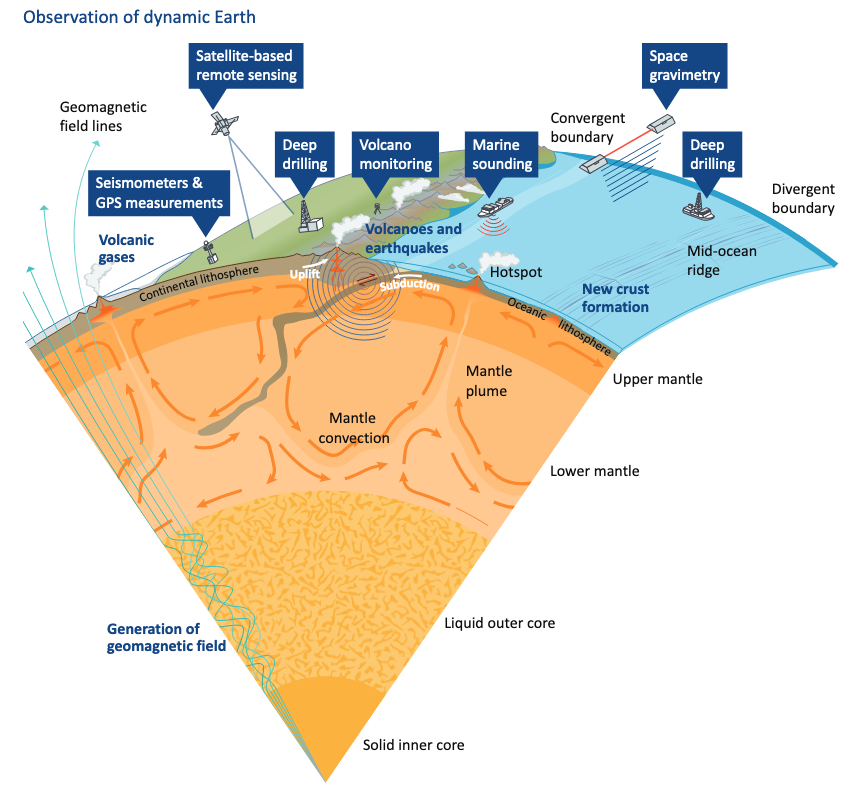 Observation of dynamic Earth
Satellite-based
remote sensing
Space
gravimetry
Geomagnetic
field lines
Convergent
boundary
Deep
drilling
Volcano
monitoring
Marine
sounding
Deep
drilling
Seismometers &
GPS measurements
Divergent
boundary
Volcanic
gases
Volcanoes and
earthquakes
Mid-ocean
ridge
Continental lithosphere
Uplift
Subduction
Hotspot
New crust
formation
Oceanic lithosphere
Mantle
plume
Upper mantle
Mantle
convection
Lower mantle
Liquid outer core
Generation of
geomagnetic field
Solid inner core